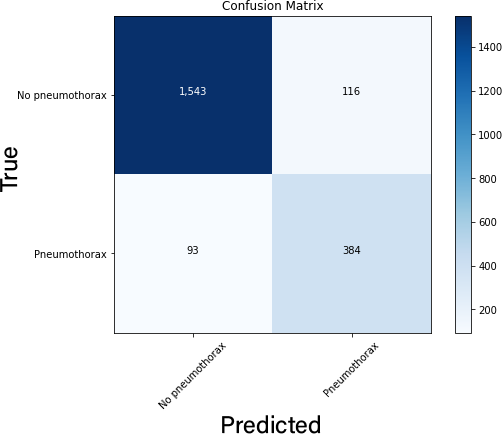 Confusion Matrix
No pneumothorax
1,543
116
Pneumothorax
93
384
True
No pneumothorax
Pneumothorax
Predicted
1400
1200
1000
800
600
400
200